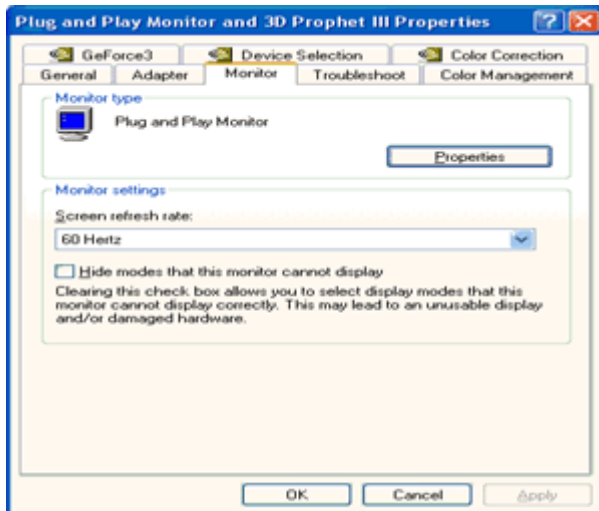 Plug and Play Monitor and 3D Prophet III Properties
GeForce3 Device Selection Color Correction
General Adapter Monitor Troubleshoot Color Management
Monitor type
Plug and Play Monitor
Properties
Monitor settings
Screen refresh rate:
60 Hertz
Hide modes that this monitor cannot display
Clearing this check box allows you to select display modes that this
monitor cannot display correctly. This may lead to an unusable display
and/or damaged hardware.
OK Cancel Apply